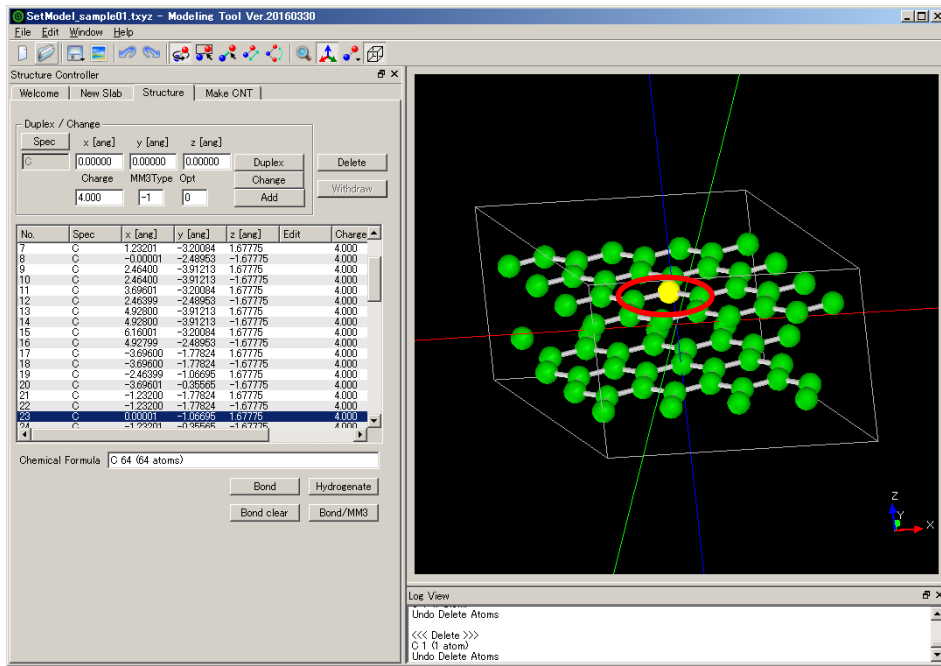 SetModel_sample01.txyz - Modeling Tool Ver.20160330
File Edit Window Help
Structure Controller
Welcome New Slab Structure Make CNT
Duplex / Change
Spec x [ang] y [ang] z [ang]
C 0.00000 0.00000 0.00000 Duplex Delete
Charge MM3Type Opt Change Withdraw
4.000 -1 0 Add
No. Spec x [ang] y [ang] z [ang] Edit Charge
7 C 1.23201 -3.20084 1.67775 4.000
8 C -0.00001 -2.48953 -1.67775 4.000
9 C 2.46400 -3.91213 1.67775 4.000
10 C 2.46400 -3.91213 -1.67775 4.000
11 C 3.69601 -3.20084 1.67775 4.000
12 C 2.46399 -2.48953 -1.67775 4.000
13 C 4.92800 -3.91213 1.67775 4.000
14 C 4.92800 -3.91213 -1.67775 4.000
15 C 6.16001 -3.20084 1.67775 4.000
16 C 4.92799 -2.48953 -1.67775 4.000
17 C -3.69600 -1.77824 1.67775 4.000
18 C -3.69600 -1.77824 -1.67775 4.000
19 C -2.46399 -1.06695 1.67775 4.000
20 C -3.69601 -0.35565 -1.67775 4.000
21 C -1.23200 -1.77824 1.67775 4.000
22 C -1.23200 -1.77824 -1.67775 4.000
23 C 0.00001 -1.06695 1.67775 4.000
24 C -1.23201 -0.35565 -1.67775 4.000
Chemical Formula C 64 (64 atoms)
Bond Hydrogenate
Bond clear Bond/MM3
Z
Y
X
Log View
Undo Delete Atoms
<<< Delete >>>
C 1 (1 atom)
Undo Delete Atoms